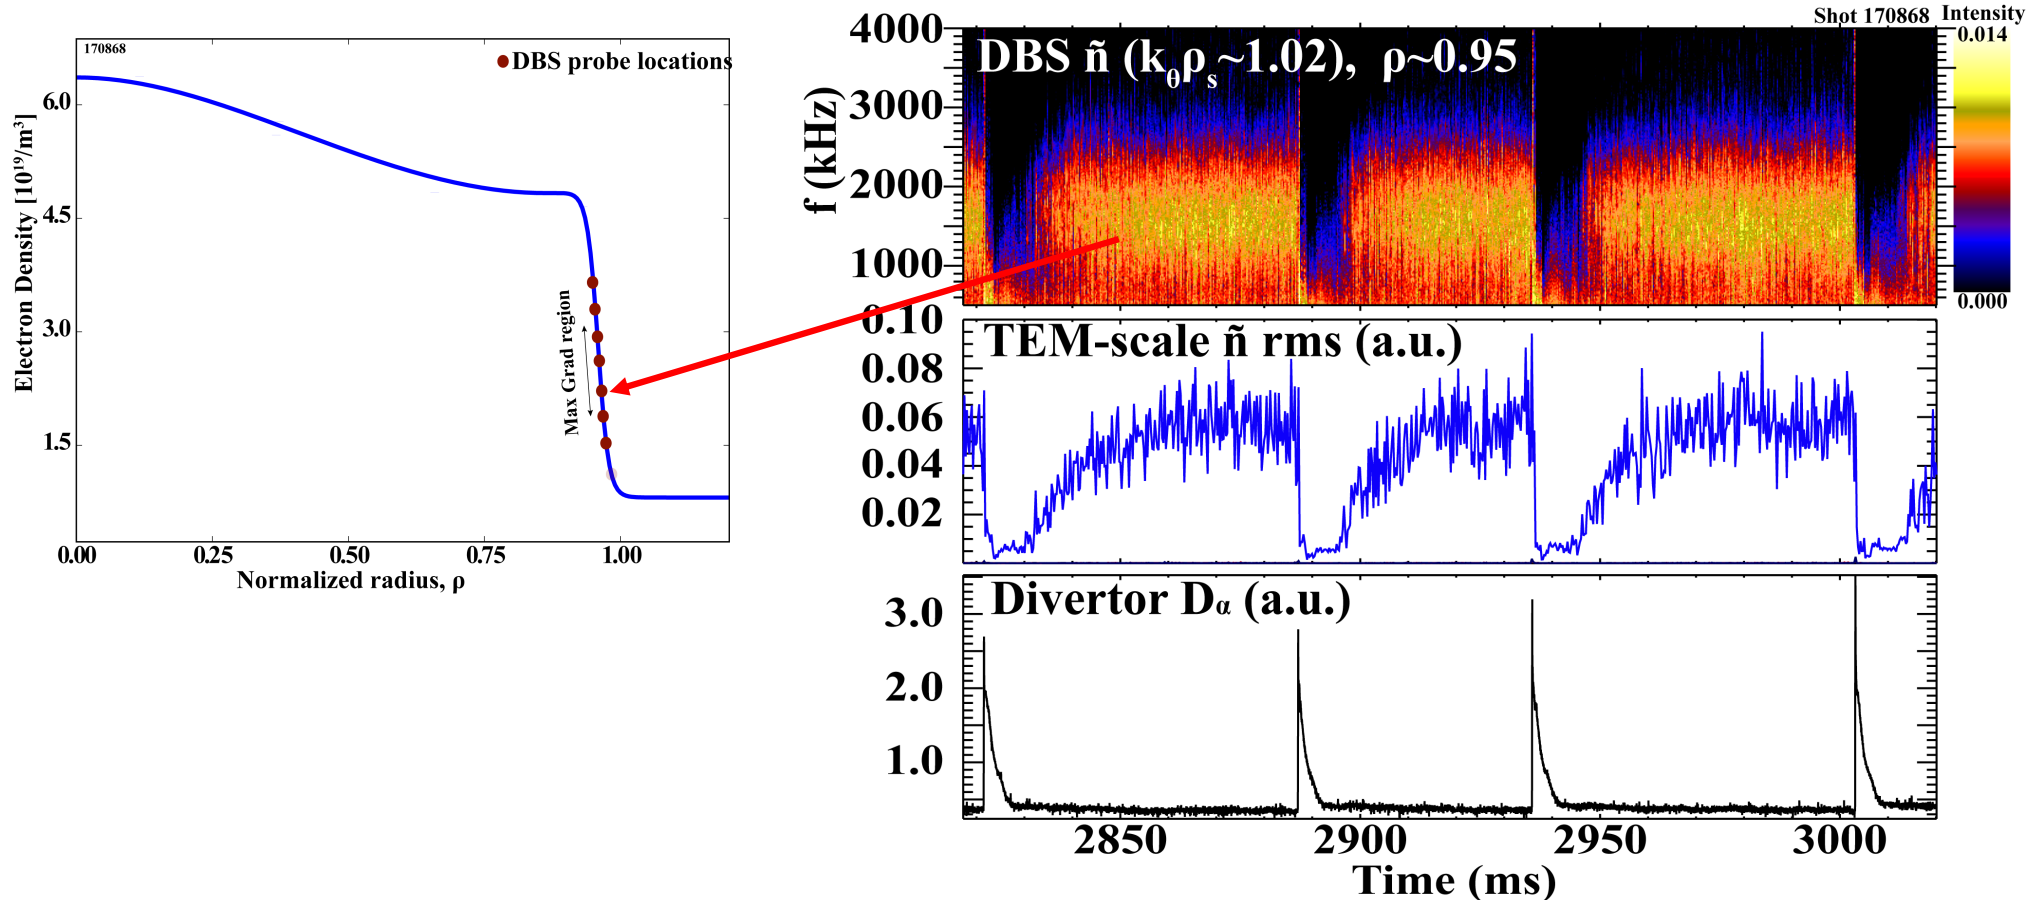 170868
DBS probe locations
Electron Density [10¹⁹/m³]
6.0
4.5
3.0
1.5
Max Grad region
0.00 0.25 0.50 0.75 1.00
Normalized radius, ρ
Shot 170868 Intensity
DBS ñ (kθρs~1.02), ρ~0.95
f (kHz)
4000
3000
2000
1000
0.014
0.000
TEM-scale ñ rms (a.u.)
0.10
0.08
0.06
0.04
0.02
Divertor Dα (a.u.)
3.0
2.0
1.0
2850 2900 2950 3000
Time (ms)